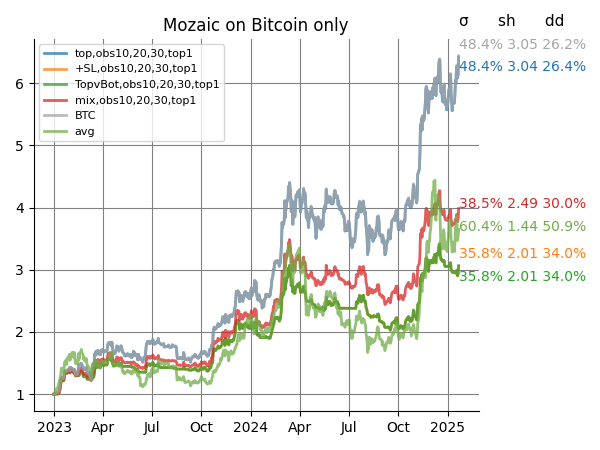 Mozaic on Bitcoin only
σ sh dd
top,obs10,20,30,top1
+SL,obs10,20,30,top1
TopvBot,obs10,20,30,top1
mix,obs10,20,30,top1
BTC
avg
48.4% 3.05 26.2%
48.4% 3.04 26.4%
38.5% 2.49 30.0%
60.4% 1.44 50.9%
35.8% 2.01 34.0%
35.8% 2.01 34.0%
6
5
4
3
2
1
2023 Apr Jul Oct 2024 Apr Jul Oct 2025